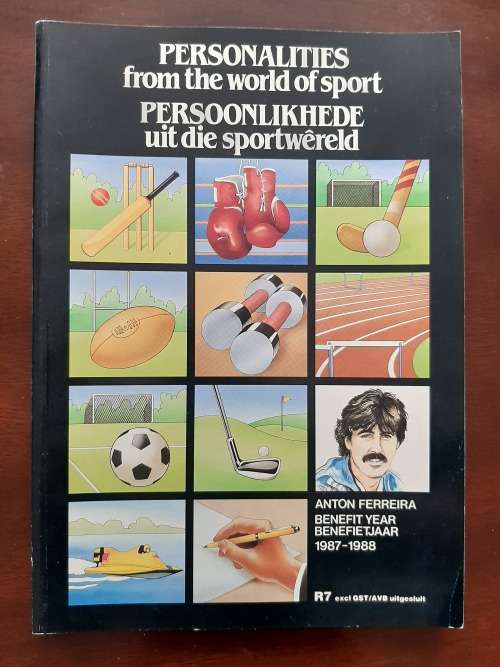 PERSONALITIES
from the world of sport
PERSOONLIKHEDE
uit die sportwêreld
ANTON FERREIRA
BENEFIT YEAR
BENEFIETJAAR
1987-1988
R7 excl GST/AVB uitgesluit